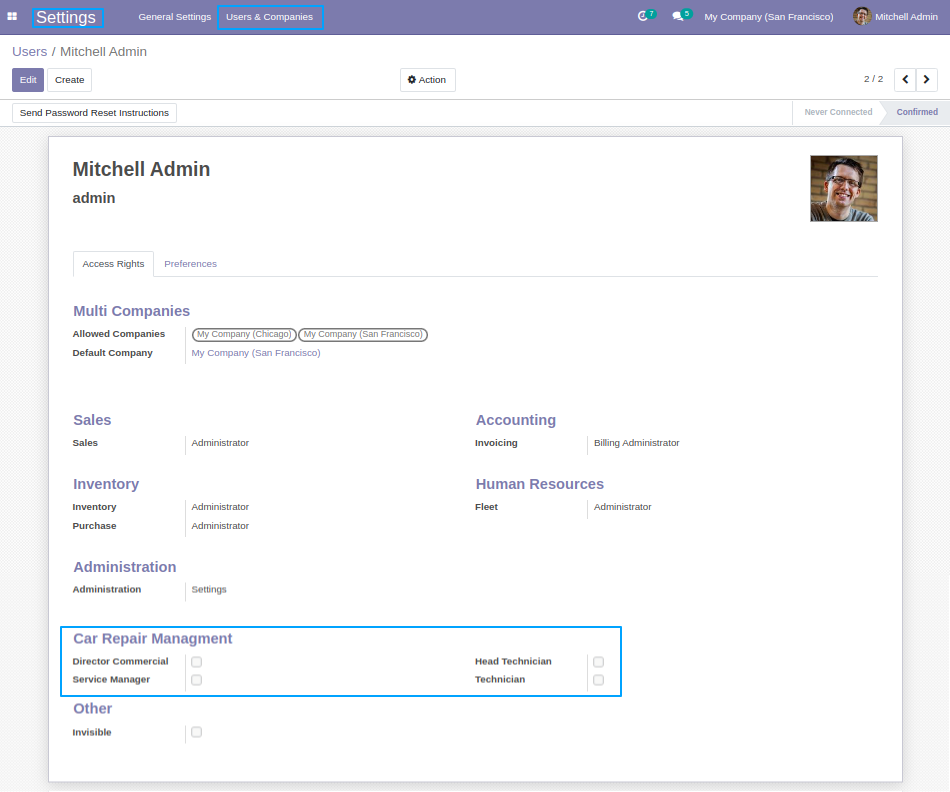 Settings General Settings Users & Companies 7 5 My Company (San Francisco) Mitchell Admin
Users / Mitchell Admin
Edit Create Action 2 / 2
Send Password Reset Instructions Never Connected Confirmed
Mitchell Admin
admin
Access Rights Preferences
Multi Companies
Allowed Companies My Company (Chicago) My Company (San Francisco)
Default Company My Company (San Francisco)
Sales Accounting
Sales Administrator Invoicing Billing Administrator
Inventory Human Resources
Inventory Administrator Fleet Administrator
Purchase Administrator
Administration
Administration Settings
Car Repair Managment
Director Commercial Head Technician
Service Manager Technician
Other
Invisible